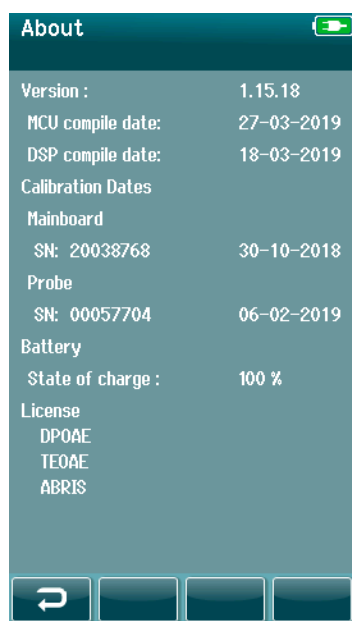 About
Version : 1.15.18
MCU compile date: 27-03-2019
DSP compile date: 18-03-2019
Calibration Dates
Mainboard
SN: 20038768 30-10-2018
Probe
SN: 00057704 06-02-2019
Battery
State of charge : 100 %
License
DPOAE
TEOAE
ABRIS